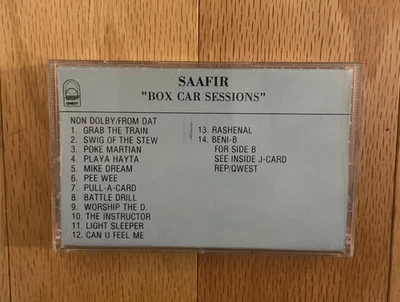 QWEST
SAAFIR
"BOX CAR SESSIONS"
NON DOLBY/FROM DAT
1. GRAB THE TRAIN
2. SWIG OF THE STEW
3. POKE MARTIAN
4. PLAYA HAYTA
5. MIKE DREAM
6. PEE WEE
7. PULL-A-CARD
8. BATTLE DRILL
9. WORSHIP THE D.
10. THE INSTRUCTOR
11. LIGHT SLEEPER
12. CAN U FEEL ME
13. RASHENAL
14. BENI-B
FOR SIDE B
SEE INSIDE J-CARD
REP/QWEST